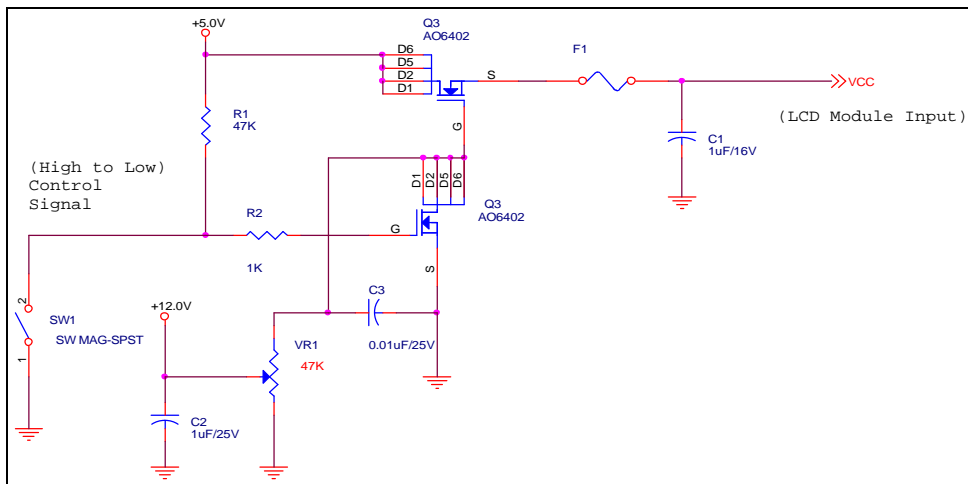 +5.0V
Q3
AO6402
D6
D5
D2
D1
S
G
F1
VCC
(LCD Module Input)
C1
1uF/16V
R1
47K
(High to Low)
Control
Signal
R2
1K
G
D1
D2
D5
D6
Q3
AO6402
S
2
1
SW1
SW MAG-SPST
+12.0V
C3
0.01uF/25V
VR1
47K
C2
1uF/25V